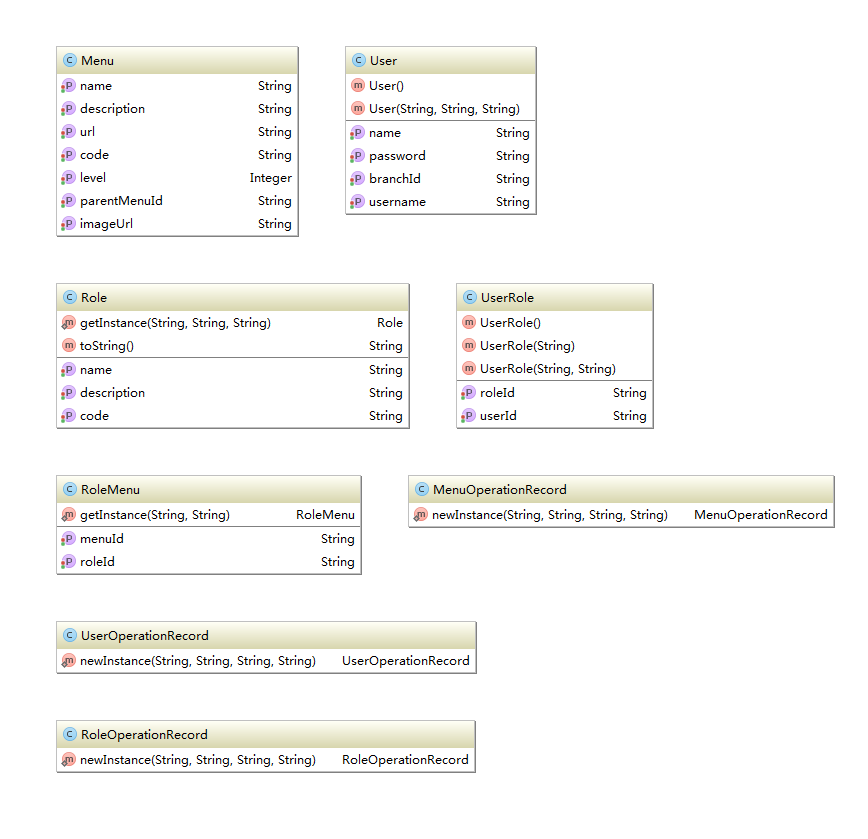 C Menu
P name String
P description String
P url String
P code String
P level Integer
P parentMenuId String
P imageUrl String
C User
m User()
m User(String, String, String)
P name String
P password String
P branchId String
P username String
C Role
m getInstance(String, String, String) Role
m toString() String
P name String
P description String
P code String
C UserRole
m UserRole()
m UserRole(String)
m UserRole(String, String)
P roleId String
P userId String
C RoleMenu
m getInstance(String, String) RoleMenu
P menuId String
P roleId String
C MenuOperationRecord
m newInstance(String, String, String, String) MenuOperationRecord
C UserOperationRecord
m newInstance(String, String, String, String) UserOperationRecord
C RoleOperationRecord
m newInstance(String, String, String, String) RoleOperationRecord